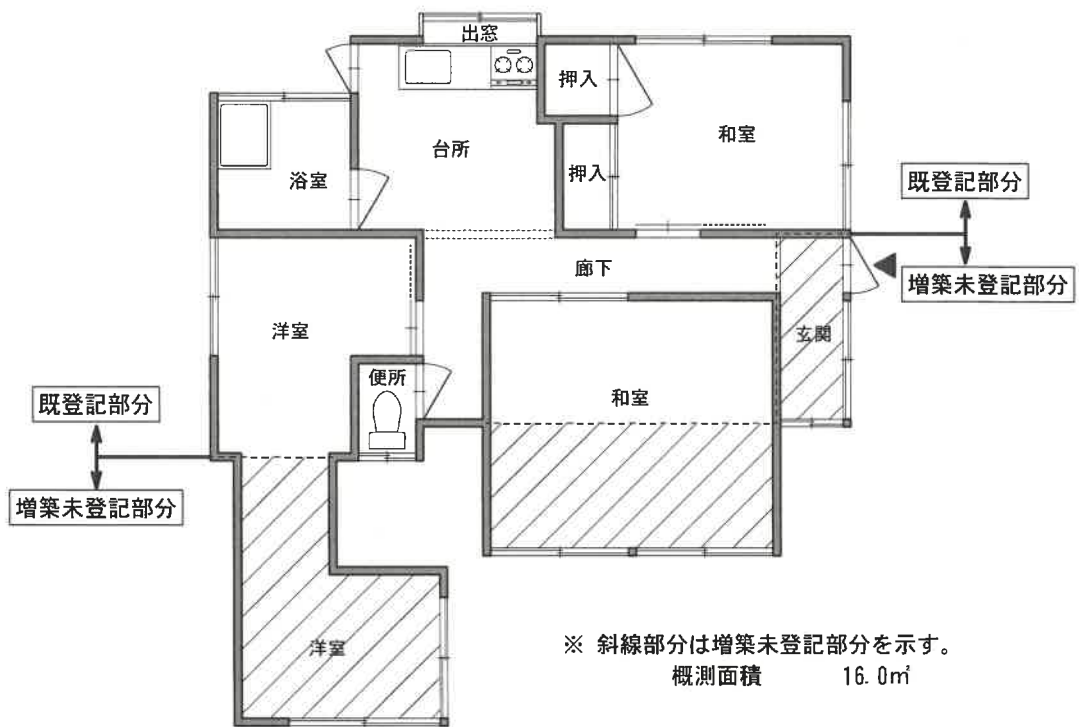 出窓
押入
和室
台所
押入
浴室
既登記部分
廊下
増築未登記部分
洋室
玄関
便所
和室
既登記部分
増築未登記部分
洋室
※ 斜線部分は増築未登記部分を示す。
概測面積 16.0㎡